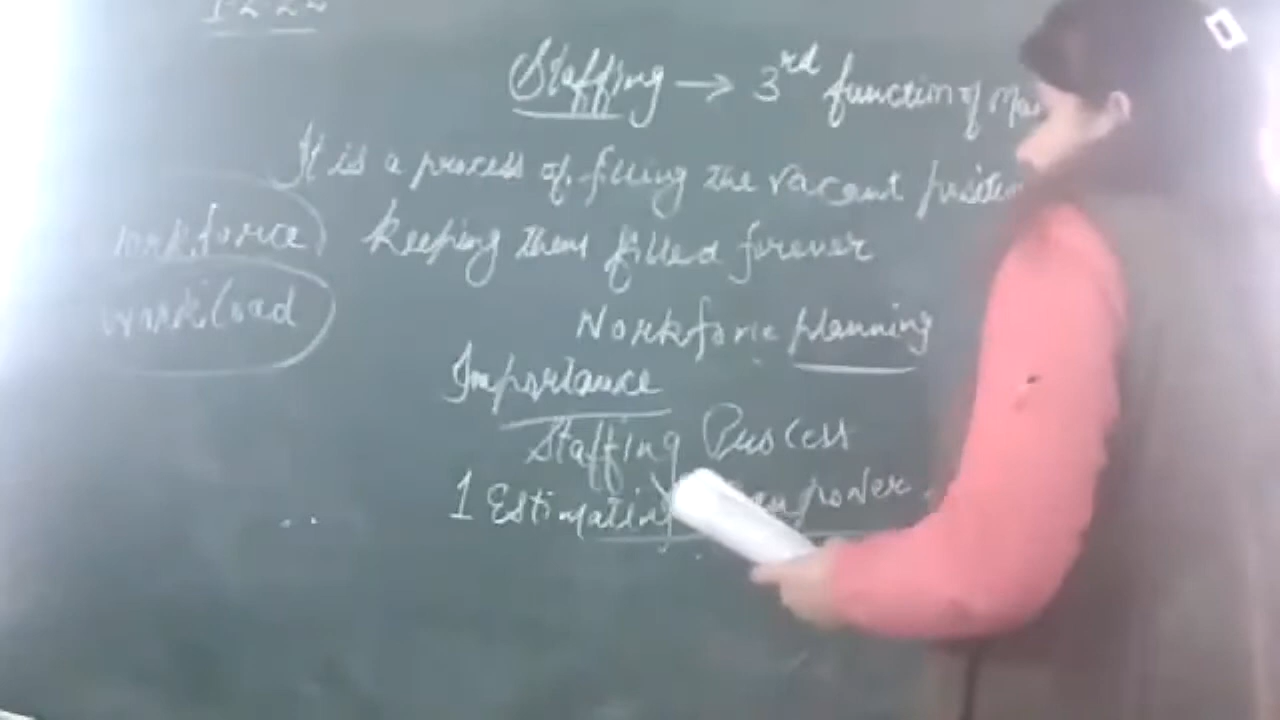 Staffing → 3rd function of
It is a process of filling the vacant
workforce keeping them filled forever
workload
Workforce planning
Importance
Staffing Process
1 Estimating